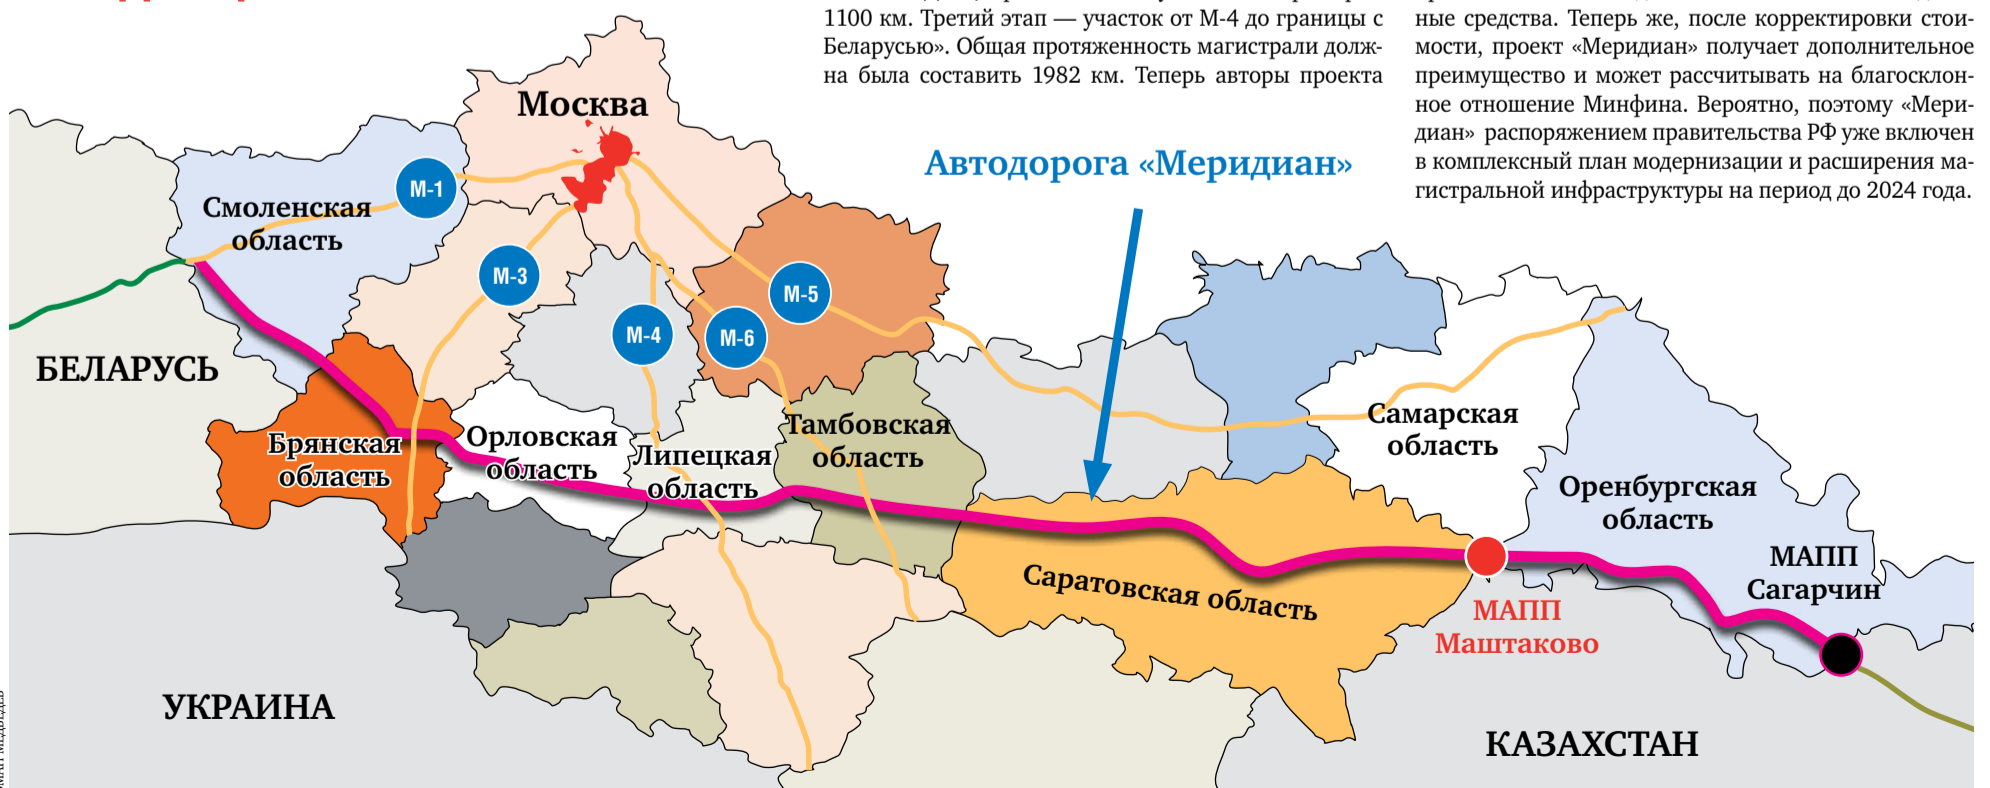 1100 км. Третий этап — участок от М-4 до границы с
Беларусью». Общая протяженность магистрали долж-
на была составить 1982 км. Теперь авторы проекта
ные средства. Теперь же, после корректировки стои-
мости, проект «Меридиан» получает дополнительное
преимущество и может рассчитывать на благосклон-
ное отношение Минфина. Вероятно, поэтому «Мери-
диан» распоряжением правительства РФ уже включен
в комплексный план модернизации и расширения ма-
гистральной инфраструктуры на период до 2024 года.
Москва
Автодорога «Меридиан»
М-1
Смоленская
область
М-3
М-5
М-4
М-6
БЕЛАРУСЬ
Брянская
область
Орловская
область
Липецкая
область
Тамбовская
область
Самарская
область
Оренбургская
область
МАПП
Сагарчин
Саратовская область
МАПП
Маштаково
УКРАИНА
КАЗАХСТАН